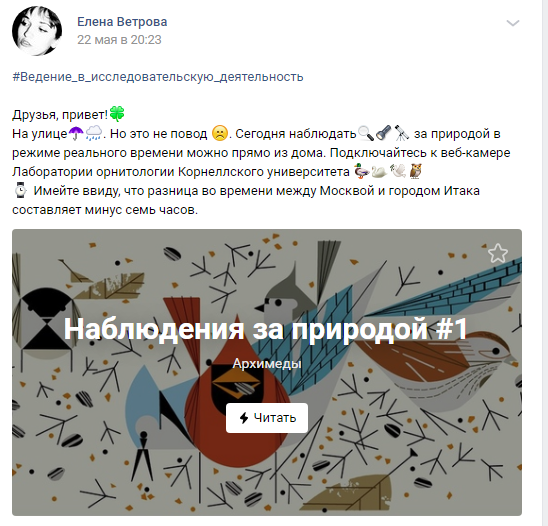 Елена Ветрова
22 мая в 20:23
#Ведение_в_исследовательскую_деятельность
Друзья, привет!🍀
На улице☂️🌧️. Но это не повод ☹️. Сегодня наблюдать🔍🔦🔭 за природой в
режиме реального времени можно прямо из дома. Подключайтесь к веб-камере
Лаборатории орнитологии Корнеллского университета 🦆🦢🕊️🦉
⌚ Имейте ввиду, что разница во времени между Москвой и городом Итака
составляет минус семь часов.
Наблюдения за природой #1
Архимеды
Читать